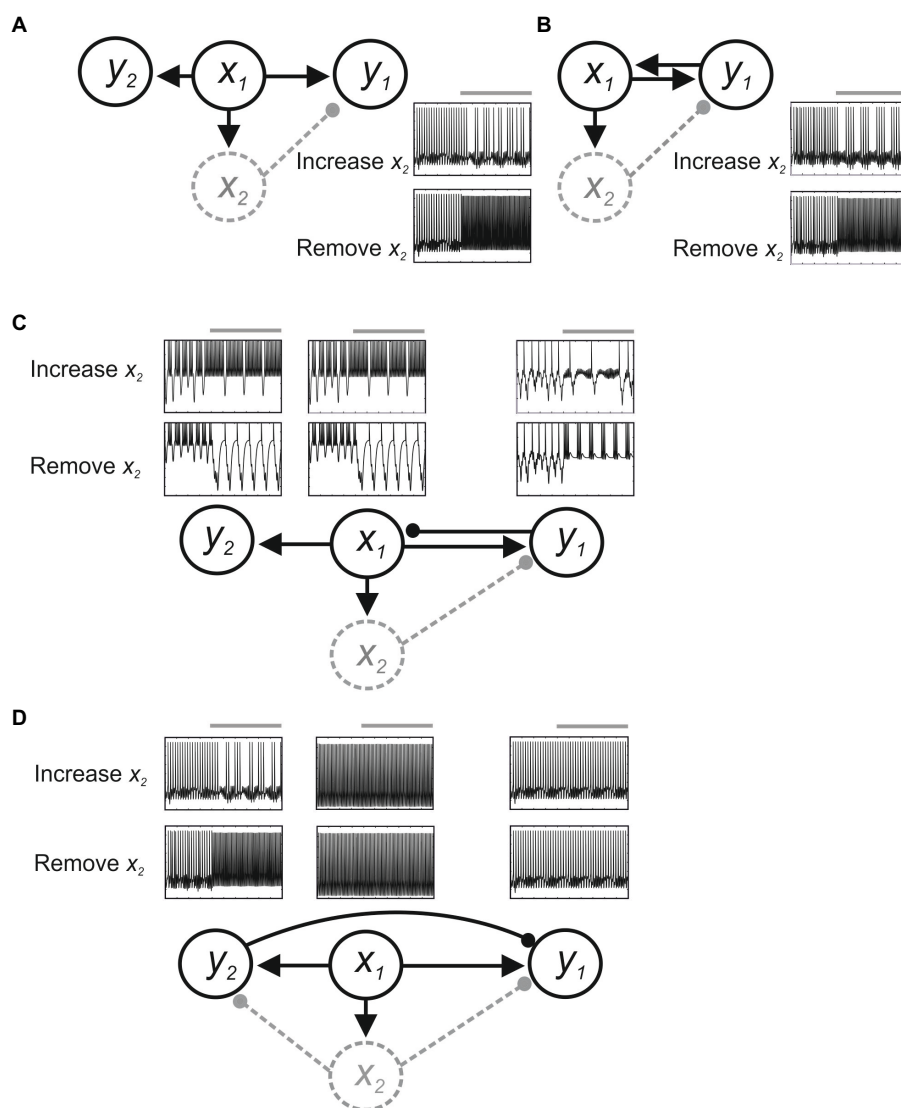 A
B
y2 x1 y1
x1 y1
Increase x2
Increase x2
x2
x2
Remove x2
Remove x2
C
Increase x2
Remove x2
y2 x1 y1
x2
D
Increase x2
Remove x2
y2 x1 y1
x2